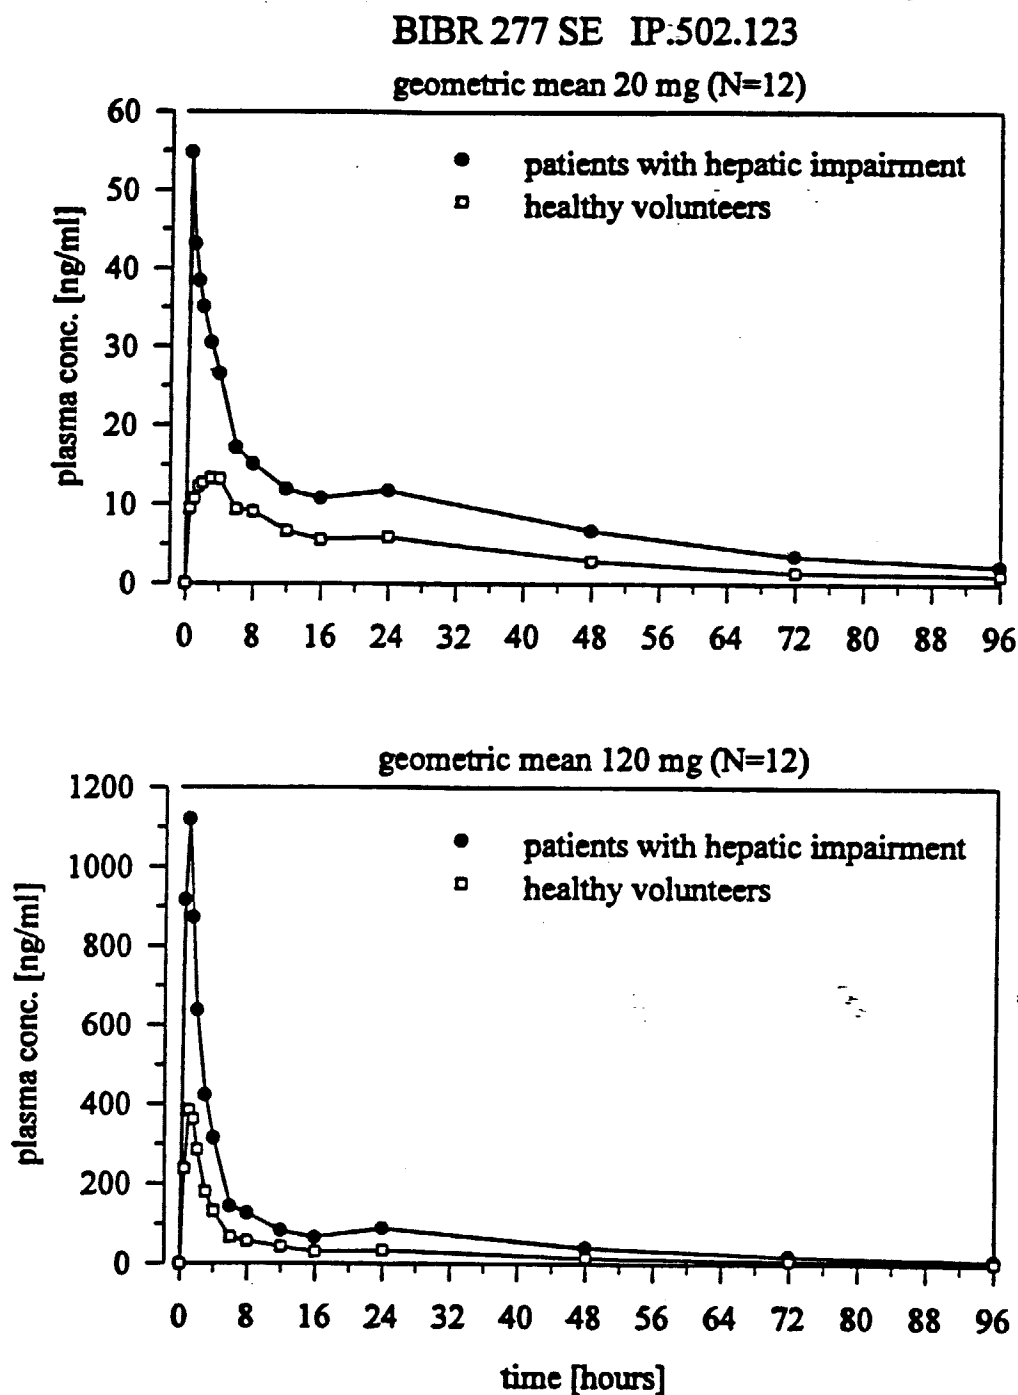 BIBR 277 SE IP:502.123
geometric mean 20 mg (N=12)
60
50
40
30
20
10
0
plasma conc. [ng/ml]
patients with hepatic impairment
healthy volunteers
0 8 16 24 32 40 48 56 64 72 80 88 96
geometric mean 120 mg (N=12)
1200
1000
800
600
400
200
0
plasma conc. [ng/ml]
patients with hepatic impairment
healthy volunteers
0 8 16 24 32 40 48 56 64 72 80 88 96
time [hours]